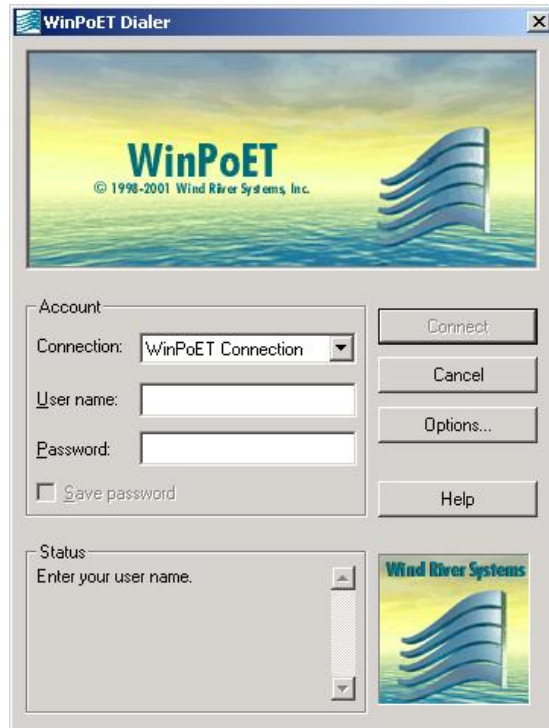 WinPoET Dialer
WinPoET
© 1998-2001 Wind River Systems, Inc.
Account
Connection:
WinPoET Connection
User name:
Password:
Save password
Connect
Cancel
Options...
Help
Status
Enter your user name.
Wind River Systems